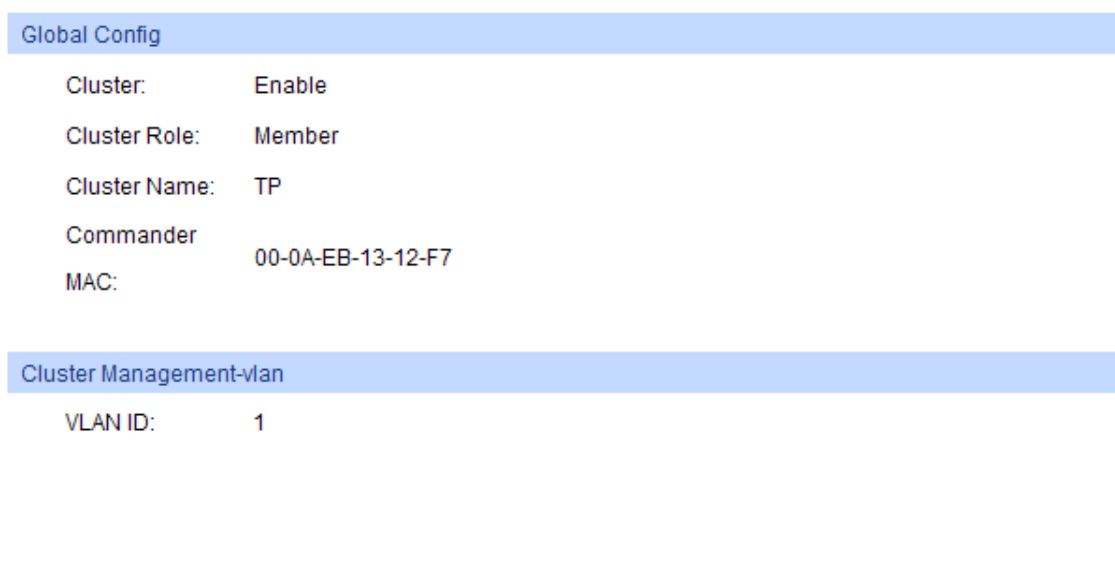 Global Config
Cluster: Enable
Cluster Role: Member
Cluster Name: TP
Commander
MAC: 00-0A-EB-13-12-F7
Cluster Management-vlan
VLAN ID: 1